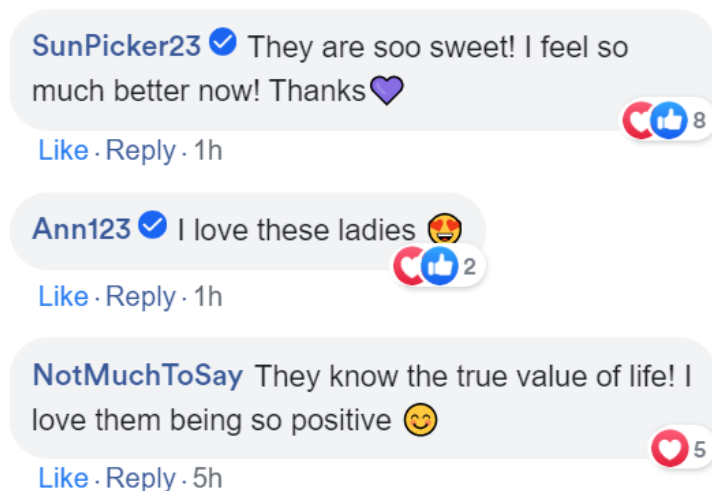 SunPicker23 They are soo sweet! I feel so
much better now! Thanks💜
8
Like · Reply · 1h
Ann123 I love these ladies 😍
2
Like · Reply · 1h
NotMuchToSay They know the true value of life! I
love them being so positive 😊
5
Like · Reply · 5h